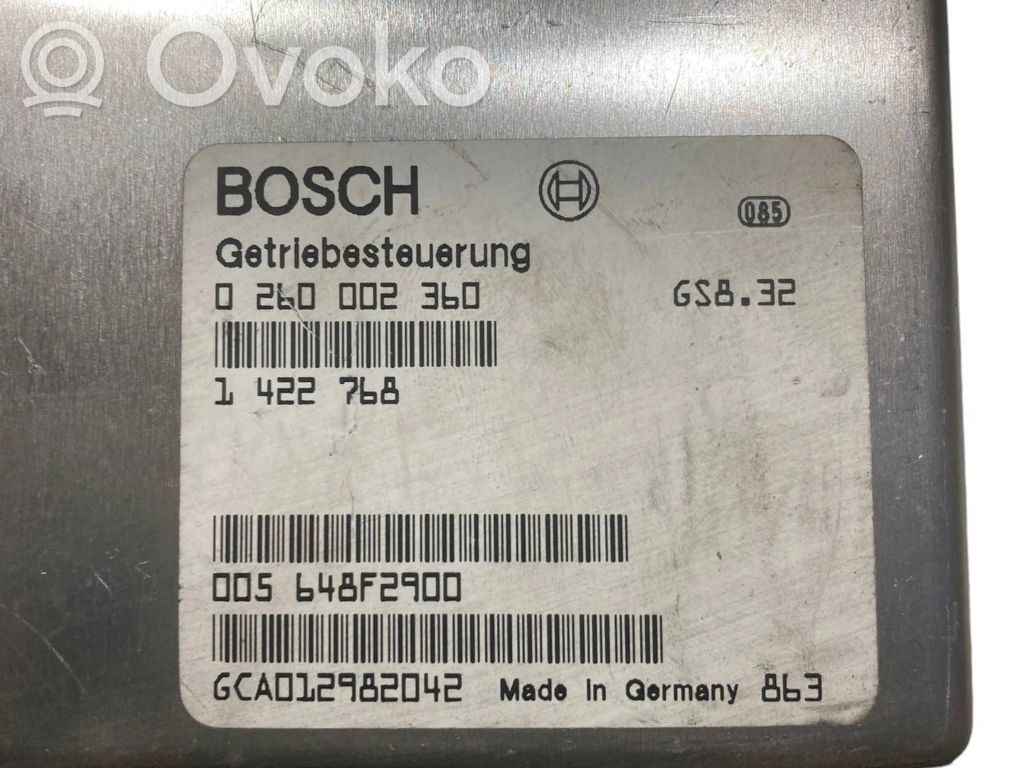 Ovoko
BOSCH
085
Getriebesteuerung
0 260 002 360 GS8.32
1 422 768
005 648F2900
GCA012982042 Made in Germany 863